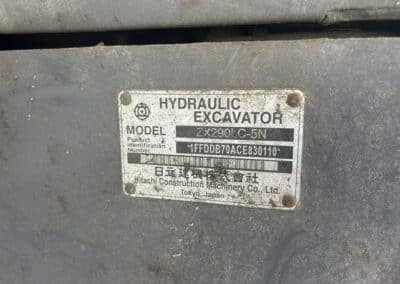 HYDRAULIC
EXCAVATOR
MODEL ZX290LC-5N
Product
Identification
Number *1FFDDB70ACE830110*
日立建機株式会社
Hitachi Construction Machinery Co., Ltd.
Tokyo, Japan